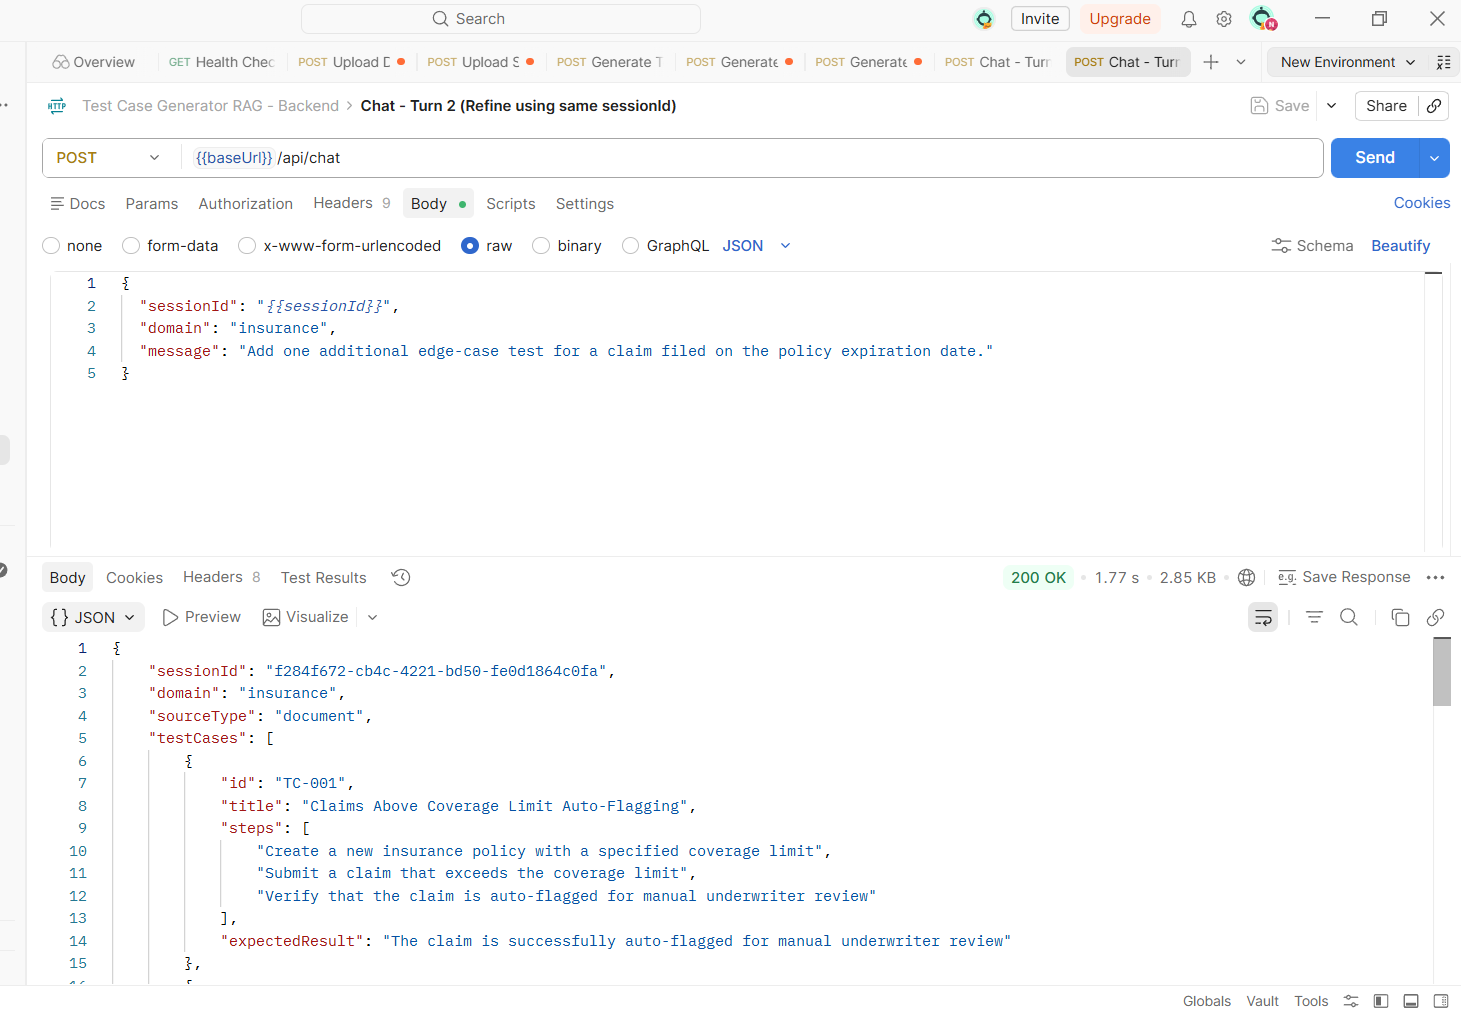 Search
Invite
Upgrade
N
Overview
GET Health Chec
POST Upload D
POST Upload S
POST Generate T
POST Generate
POST Generate
POST Chat - Turn
POST Chat - Turn
New Environment
HTTP
Test Case Generator RAG - Backend > Chat - Turn 2 (Refine using same sessionId)
Save
Share
POST
{{baseUrl}} /api/chat
Send
Docs
Params
Authorization
Headers 9
Body
Scripts
Settings
Cookies
none
form-data
x-www-form-urlencoded
raw
binary
GraphQL
JSON
Schema
Beautify
1 {
2 "sessionId": "{{sessionId}}",
3 "domain": "insurance",
4 "message": "Add one additional edge-case test for a claim filed on the policy expiration date."
5 }
Body
Cookies
Headers 8
Test Results
200 OK
1.77 s
2.85 KB
e.g. Save Response
{} JSON
Preview
Visualize
1 {
2 "sessionId": "f284f672-cb4c-4221-bd50-fe0d1864c0fa",
3 "domain": "insurance",
4 "sourceType": "document",
5 "testCases": [
6 {
7 "id": "TC-001",
8 "title": "Claims Above Coverage Limit Auto-Flagging",
9 "steps": [
10 "Create a new insurance policy with a specified coverage limit",
11 "Submit a claim that exceeds the coverage limit",
12 "Verify that the claim is auto-flagged for manual underwriter review"
13 ],
14 "expectedResult": "The claim is successfully auto-flagged for manual underwriter review"
15 },
Globals
Vault
Tools